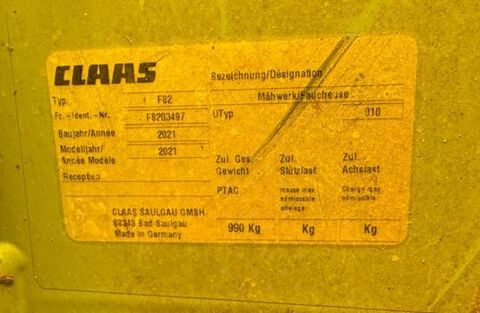 CLAAS
Bezeichnung/Désignation
Typ F82 Mähwerk/Faucheuse
Fz.-Ident.-Nr. F8203497 UTyp 010
Baujahr/Année 2021
Modelljahr/ 2021
Année Modèle
Reception
Zul. Ges. Zul. Zul.
Gewicht Stützlast Achslast
PTAC masse max Charge max
admissible admissible
attelage
CLAAS SAULGAU GMBH
88348 Bad Saulgau
Made in Germany
990 Kg Kg Kg